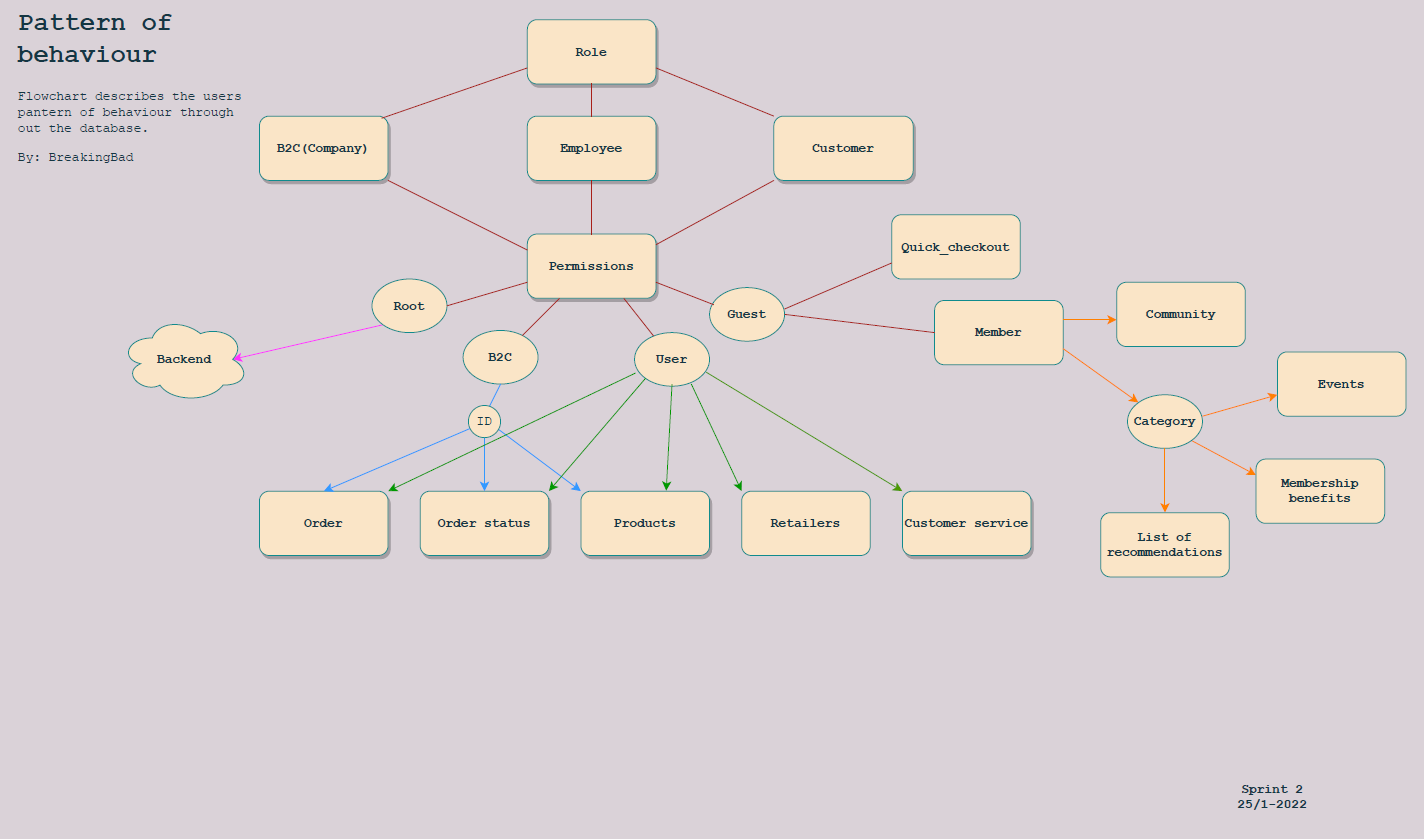 Pattern of
behaviour
Flowchart describes the users
pantern of behaviour through
out the database.
By: BreakingBad
Role
B2C(Company)
Employee
Customer
Permissions
Quick_checkout
Root
Guest
Member
Community
Backend
B2C
User
Events
ID
Category
Membership
benefits
Order
Order status
Products
Retailers
Customer service
List of
recommendations
Sprint 2
25/1-2022